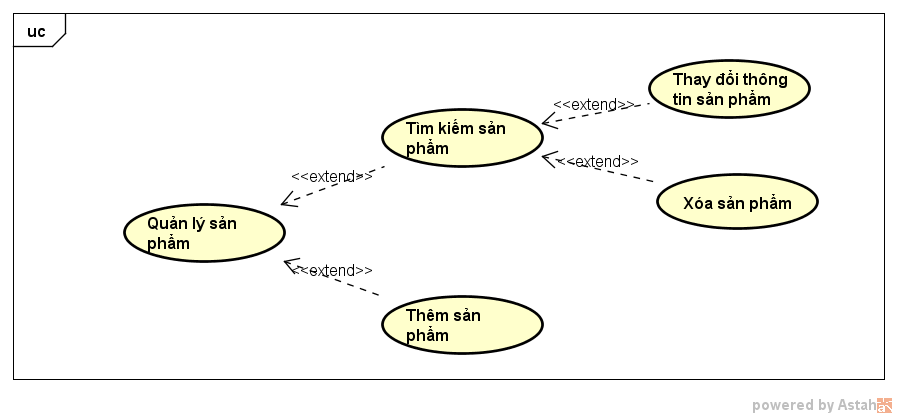 uc
Thay đổi thông
tin sản phẩm
<<extend>>
Tìm kiếm sản
phẩm
<<extend>>
<<extend>>
Xóa sản phẩm
Quản lý sản
phẩm
<<extend>>
Thêm sản
phẩm
powered by Astah